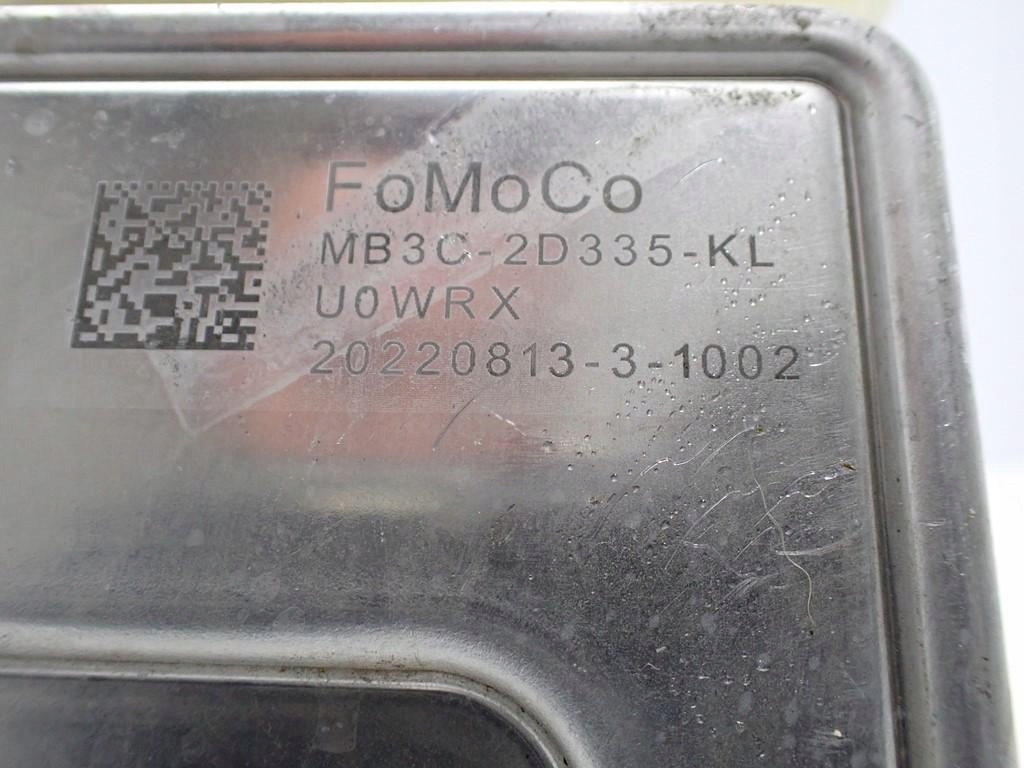 FoMoCo
MB3C-2D335-KL
U0WRX
20220813-3-1002